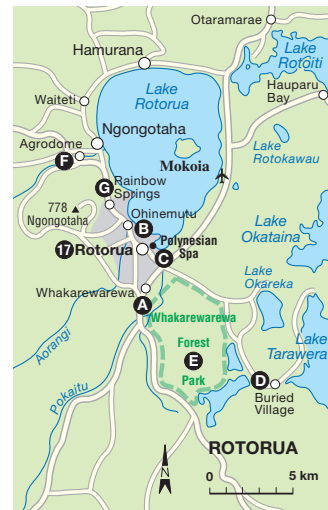 Otaramarae
Hamurana
Lake
Rotoiti
Lake
Rotorua
Hauparu
Bay
Waiteti
Ngongotaha
Agrodome
F
Mokoia
Lake
Rotokawau
G
Rainbow
Springs
778
Ngongotaha
Ohinemutu
B
Polynesian
Spa
17
Rotorua
C
Lake
Okataina
Lake
Okareka
Whakarewarewa
A
Whakarewarewa
Forest
E
Park
Lake
Tarawera
D
Buried
Village
Aorangi
Pokaitu
ROTORUA
N
0 5 km